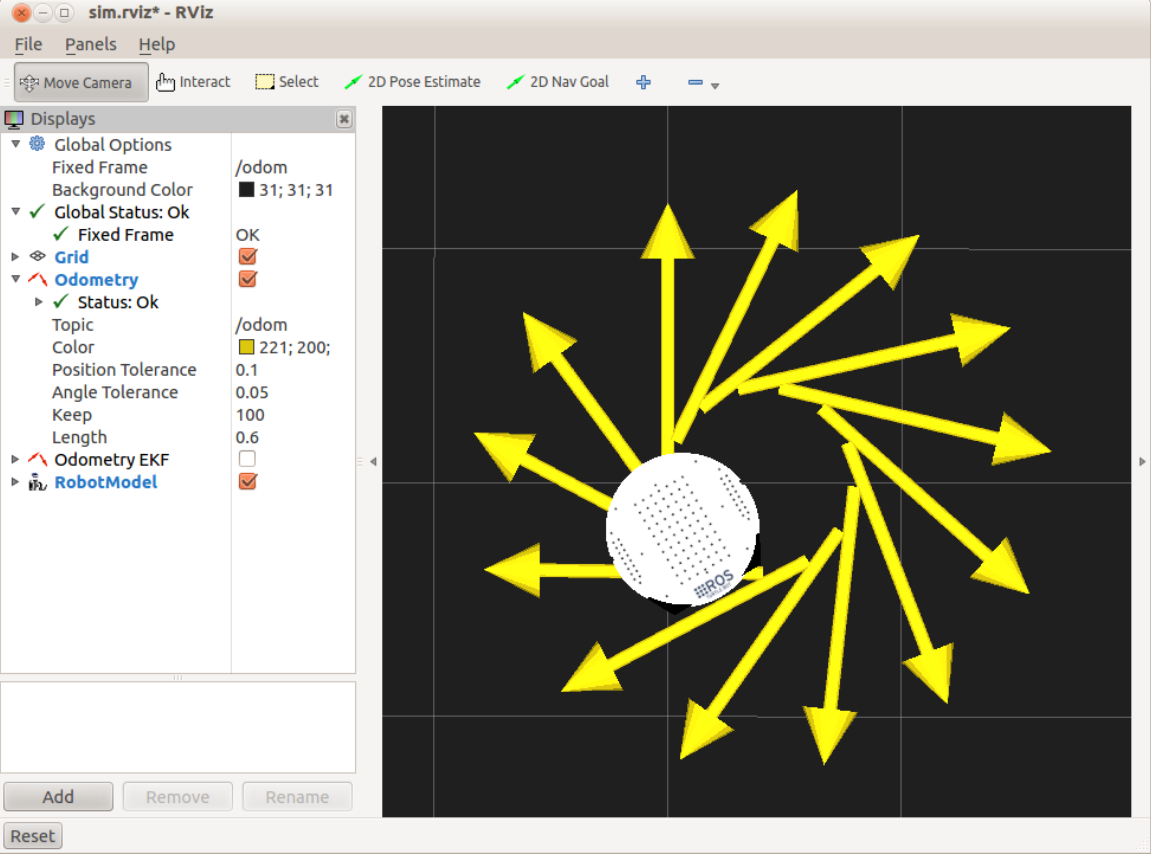 sim.rviz* - RViz
File Panels Help
Move Camera Interact Select 2D Pose Estimate 2D Nav Goal
Displays
Global Options
Fixed Frame /odom
Background Color 31; 31; 31
Global Status: Ok
Fixed Frame OK
Grid
Odometry
Status: Ok
Topic /odom
Color 221; 200;
Position Tolerance 0.1
Angle Tolerance 0.05
Keep 100
Length 0.6
Odometry EKF
RobotModel
ROS
Add Remove Rename
Reset